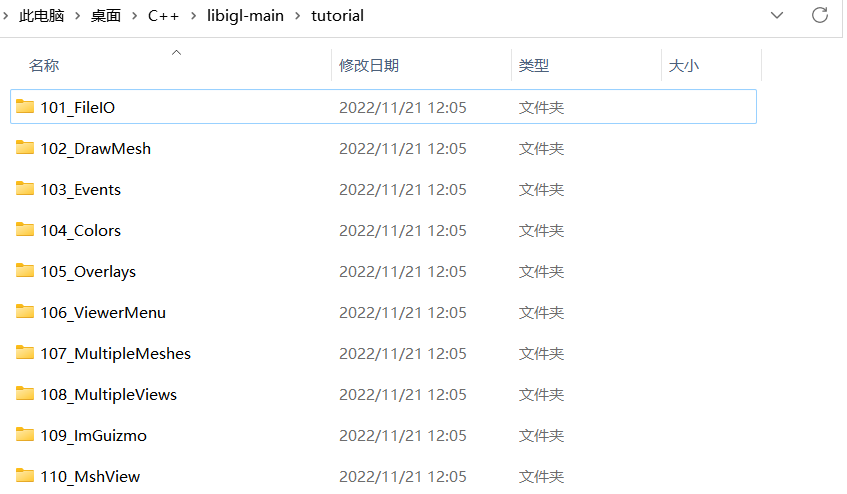 此电脑 > 桌面 > C++ > libigl-main > tutorial
名称 修改日期 类型 大小
101_FileIO 2022/11/21 12:05 文件夹
102_DrawMesh 2022/11/21 12:05 文件夹
103_Events 2022/11/21 12:05 文件夹
104_Colors 2022/11/21 12:05 文件夹
105_Overlays 2022/11/21 12:05 文件夹
106_ViewerMenu 2022/11/21 12:05 文件夹
107_MultipleMeshes 2022/11/21 12:05 文件夹
108_MultipleViews 2022/11/21 12:05 文件夹
109_ImGuizmo 2022/11/21 12:05 文件夹
110_MshView 2022/11/21 12:05 文件夹